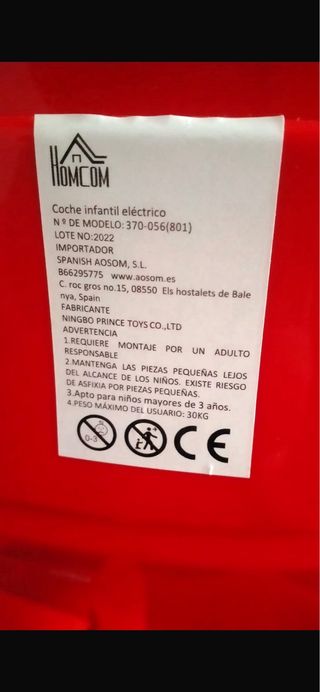 HOMCOM
Coche infantil eléctrico
Nº DE MODELO: 370-056(801)
LOTE NO:2022
IMPORTADOR
SPANISH AOSOM, S.L.
B66295775 www.aosom.es
C. roc gros no.15, 08550 Els hostalets de Bale
nya, Spain
FABRICANTE
NINGBO PRINCE TOYS CO.,LTD
ADVERTENCIA
1.REQUIERE MONTAJE POR UN ADULTO
RESPONSABLE
2.MANTENGA LAS PIEZAS PEQUEÑAS LEJOS
DEL ALCANCE DE LOS NIÑOS. EXISTE RIESGO
DE ASFIXIA POR PIEZAS PEQUEÑAS.
3.Apto para niños mayores de 3 años.
4.PESO MÁXIMO DEL USUARIO: 30KG
0-3 CE